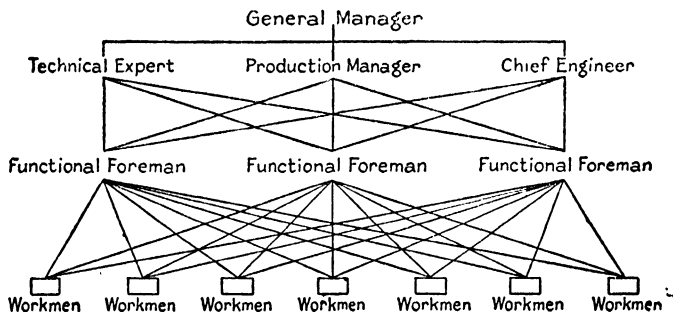 General Manager
Technical Expert Production Manager Chief Engineer
Functional Foreman Functional Foreman Functional Foreman
Workmen Workmen Workmen Workmen Workmen Workmen Workmen